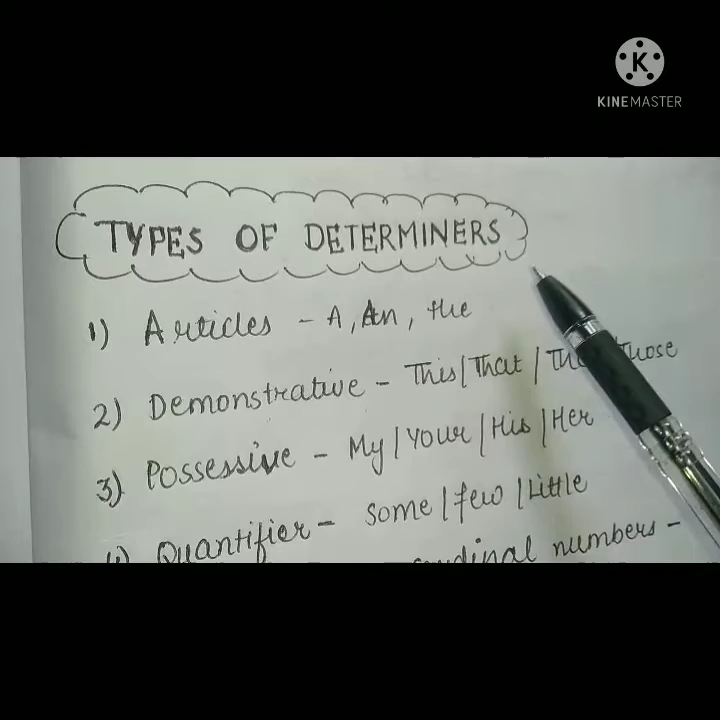 KINEMASTER
TYPES OF DETERMINERS
1) Articles - A, An, the
2) Demonstrative - This/That/ Those
3) Possessive - My/Your/His/Her
4) Quantifier - Some/few/Little
numbers -